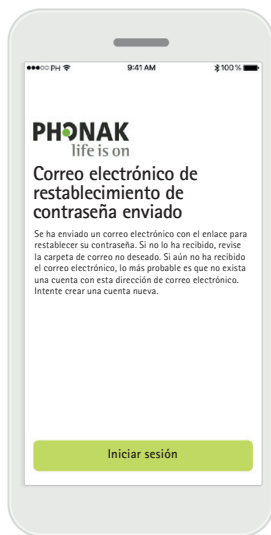 ●●●○○ PH 9:41 AM 100 %
PHONAK
life is on
Correo electrónico de
restablecimiento de
contraseña enviado
Se ha enviado un correo electrónico con el enlace para
restablecer su contraseña. Si no lo ha recibido, revise
la carpeta de correo no deseado. Si aún no ha recibido
el correo electrónico, lo más probable es que no exista
una cuenta con esta dirección de correo electrónico.
Intente crear una cuenta nueva.
Iniciar sesión